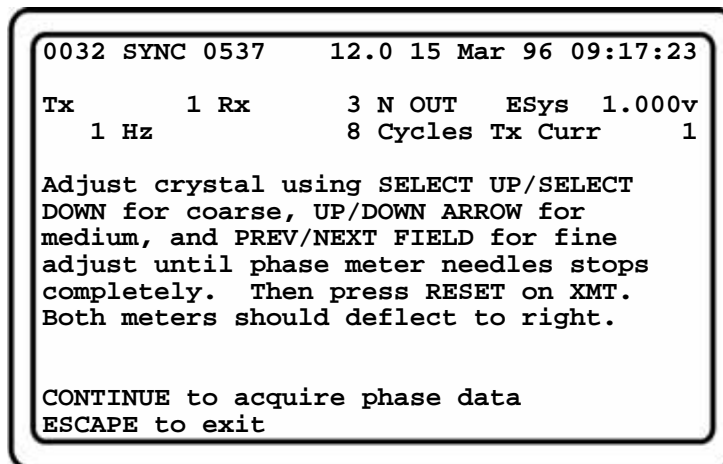 0032 SYNC 0537 12.0 15 Mar 96 09:17:23
Tx 1 Rx 3 N OUT ESys 1.000v
1 Hz 8 Cycles Tx Curr 1
Adjust crystal using SELECT UP/SELECT
DOWN for coarse, UP/DOWN ARROW for
medium, and PREV/NEXT FIELD for fine
adjust until phase meter needles stops
completely. Then press RESET on XMT.
Both meters should deflect to right.
CONTINUE to acquire phase data
ESCAPE to exit